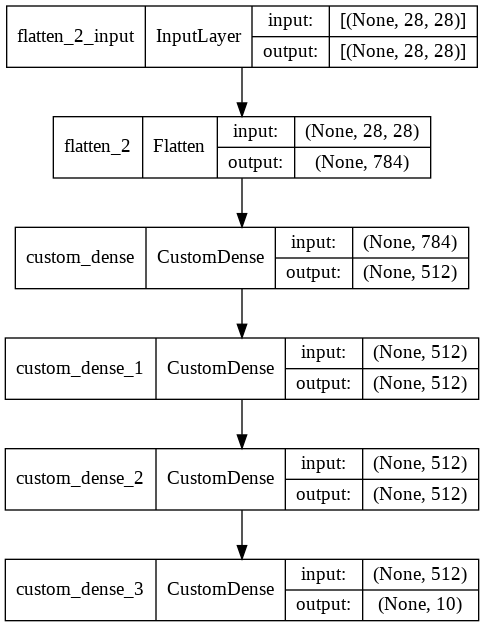 flatten_2_input InputLayer input: [(None, 28, 28)]
output: [(None, 28, 28)]
flatten_2 Flatten input: (None, 28, 28)
output: (None, 784)
custom_dense CustomDense input: (None, 784)
output: (None, 512)
custom_dense_1 CustomDense input: (None, 512)
output: (None, 512)
custom_dense_2 CustomDense input: (None, 512)
output: (None, 512)
custom_dense_3 CustomDense input: (None, 512)
output: (None, 10)